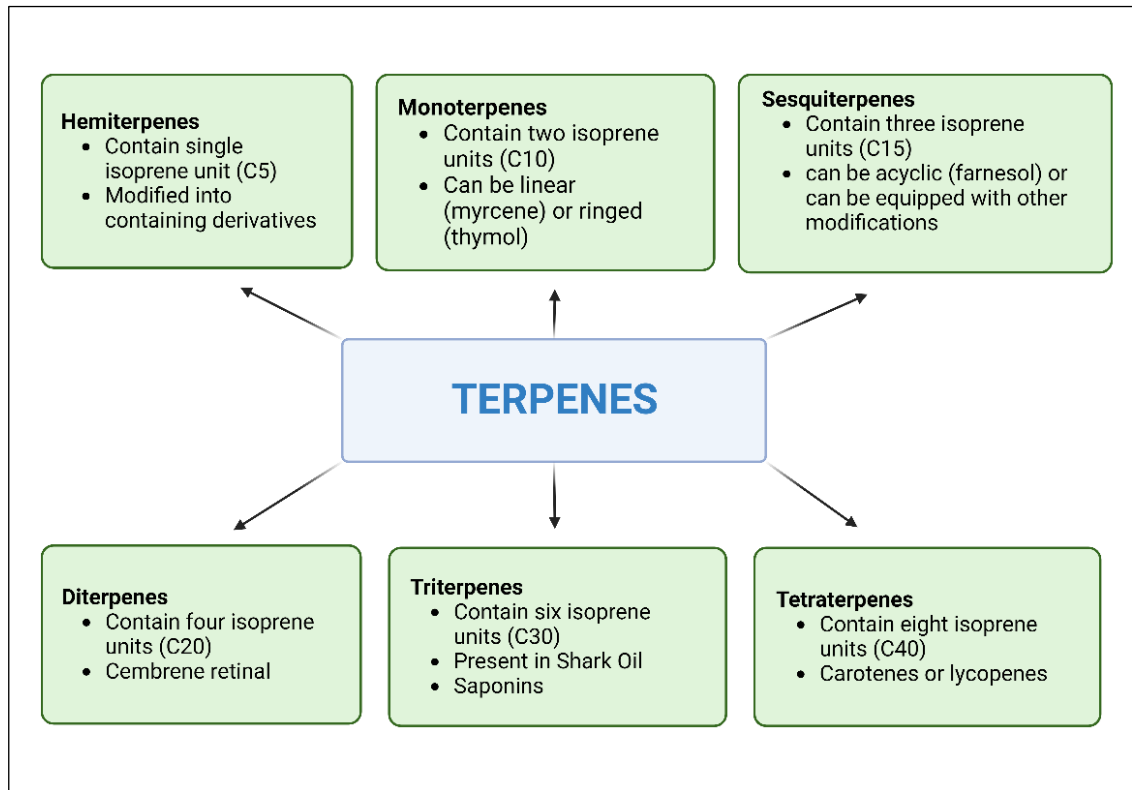 Hemiterpenes
• Contain single
isoprene unit (C5)
• Modified into
containing derivatives
Monoterpenes
• Contain two isoprene
units (C10)
• Can be linear
(myrcene) or ringed
(thymol)
Sesquiterpenes
• Contain three isoprene
units (C15)
• can be acyclic (farnesol) or
can be equipped with other
modifications
TERPENES
Diterpenes
• Contain four isoprene
units (C20)
• Cembrene retinal
Triterpenes
• Contain six isoprene
units (C30)
• Present in Shark Oil
• Saponins
Tetraterpenes
• Contain eight isoprene
units (C40)
• Carotenes or lycopenes